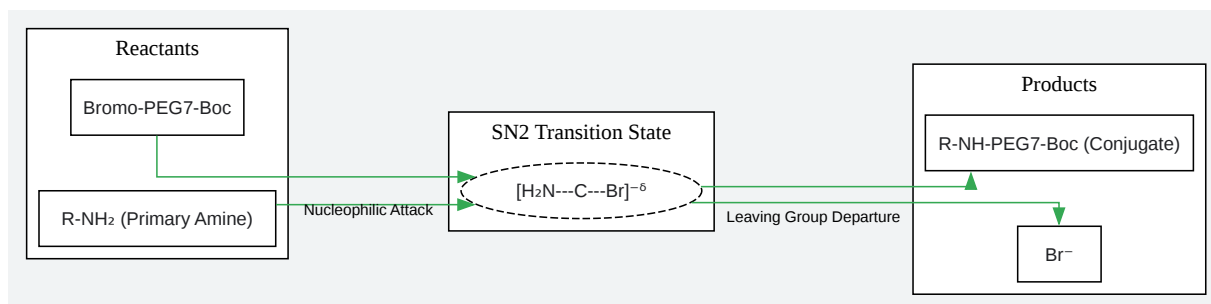 Reactants
Bromo-PEG7-Boc
R-NH₂ (Primary Amine)
Nucleophilic Attack
SN2 Transition State
[H₂N---C---Br]⁻ᵟ
Leaving Group Departure
Products
R-NH-PEG7-Boc (Conjugate)
Br⁻